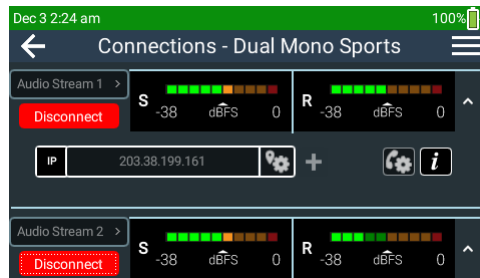 Dec 3 2:24 am 100%
Connections - Dual Mono Sports
Audio Stream 1 >
Disconnect
S -38 dBFS 0
R -38 dBFS 0
IP 203.38.199.161 + i
Audio Stream 2 >
Disconnect
S -38 dBFS 0
R -38 dBFS 0